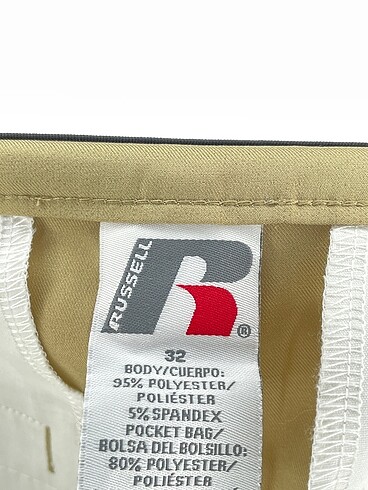 RUSSELL
R®
32
BODY/CUERPO:
95% POLYESTER/
POLIÉSTER
5% SPANDEX
POCKET BAG/
BOLSA DEL BOLSILLO:
80% POLYESTER/
POLIÉSTER